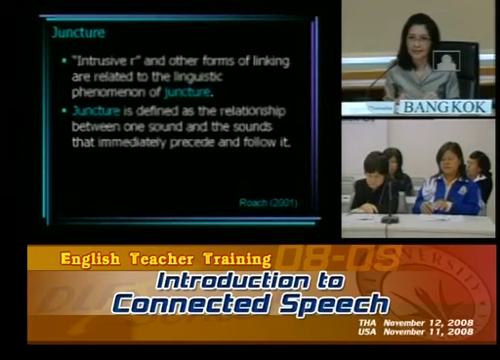 Juncture
"Intrusive r" and other forms of linking
are related to the linguistic
phenomenon of juncture.
Juncture is defined as the relationship
between one sound and the sounds
that immediately precede and follow it.
Roach (2001)
BANGKOK
English Teacher Training
08-09
Introduction to
Connected Speech
THA November 12, 2008
USA November 11, 2008